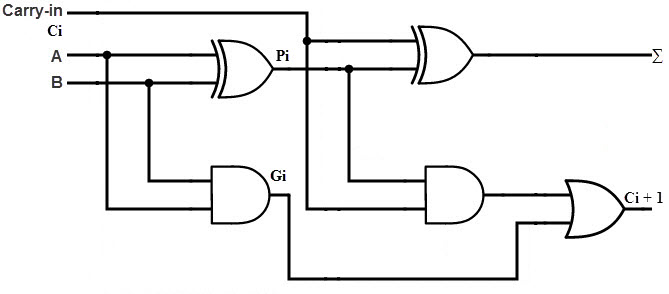 Carry-in
Ci
A
B
Pi
Gi
Σ
Ci + 1